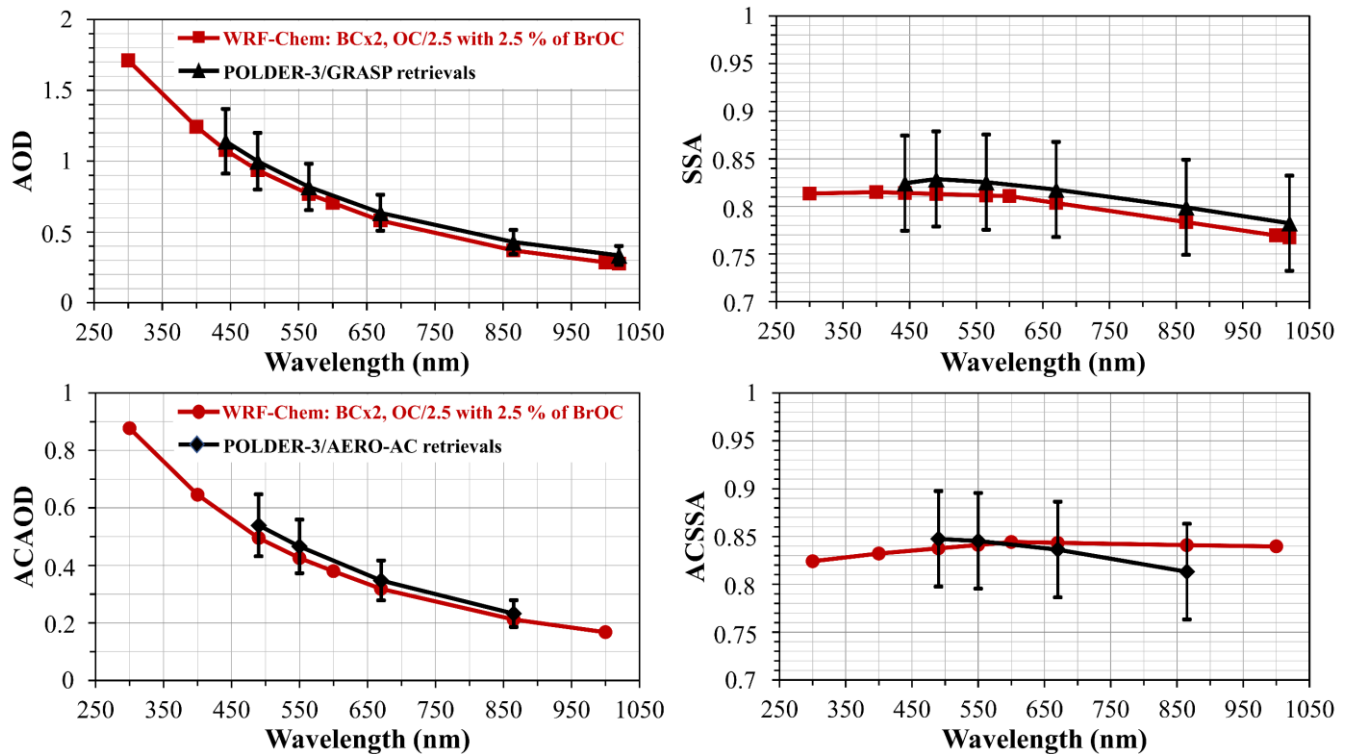 2
1.5
1
0.5
0
AOD
WRF-Chem: BCx2, OC/2.5 with 2.5 % of BrOC
POLDER-3/GRASP retrievals
250 350 450 550 650 750 850 950 1050
Wavelength (nm)
1
0.95
0.9
0.85
0.8
0.75
0.7
SSA
250 350 450 550 650 750 850 950 1050
Wavelength (nm)
1
0.8
0.6
0.4
0.2
0
ACAOD
WRF-Chem: BCx2, OC/2.5 with 2.5 % of BrOC
POLDER-3/AERO-AC retrievals
250 350 450 550 650 750 850 950 1050
Wavelength (nm)
1
0.95
0.9
0.85
0.8
0.75
0.7
ACSSA
250 350 450 550 650 750 850 950 1050
Wavelength (nm)